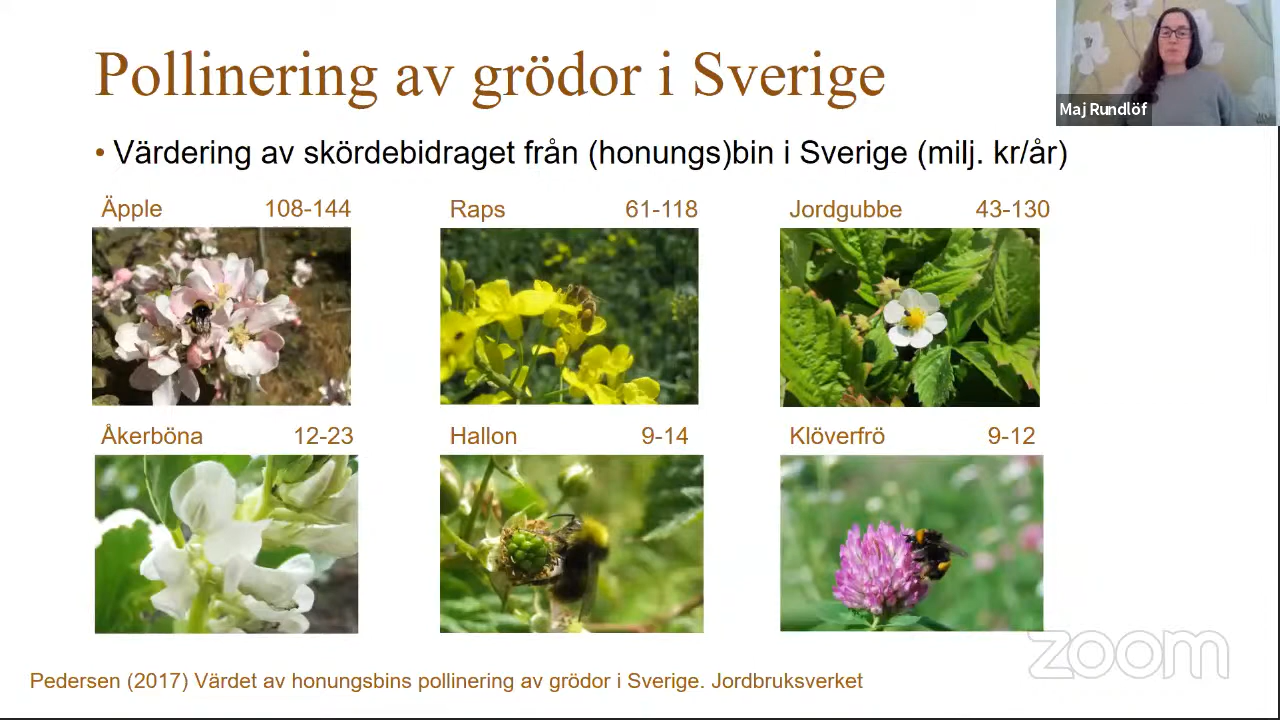 Pollinering av grödor i Sverige
Maj Rundlöf
• Värdering av skördebidraget från (honungs)bin i Sverige (milj. kr/år)
Äpple 108-144
Raps 61-118
Jordgubbe 43-130
Åkerböna 12-23
Hallon 9-14
Klöverfrö 9-12
zoom
Pedersen (2017) Värdet av honungsbins pollinering av grödor i Sverige. Jordbruksverket